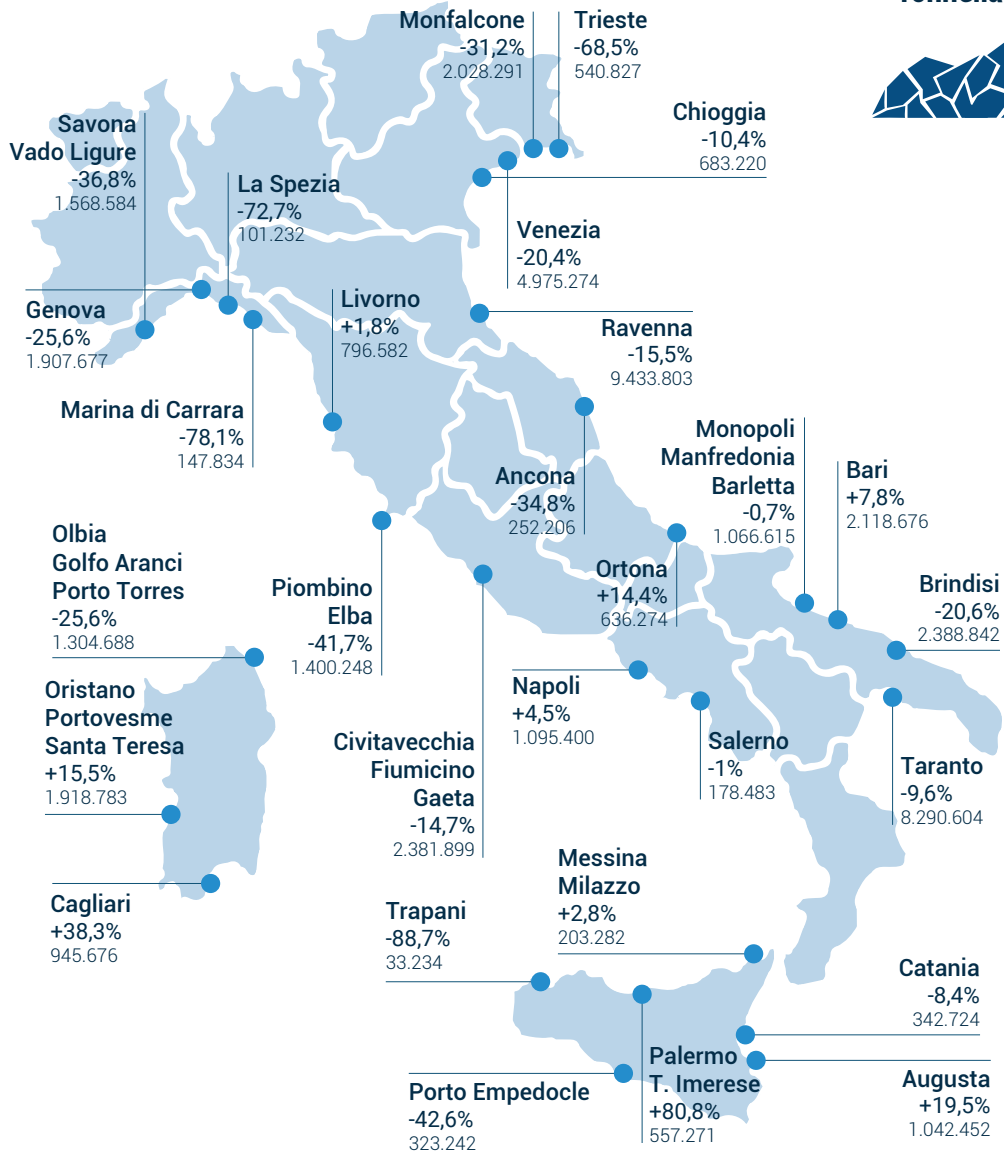 Monfalcone
-31,2%
2.028.291
Trieste
-68,5%
540.827
Chioggia
-10,4%
683.220
Savona
Vado Ligure
-36,8%
1.568.584
La Spezia
-72,7%
101.232
Venezia
-20,4%
4.975.274
Genova
-25,6%
1.907.677
Livorno
+1,8%
796.582
Ravenna
-15,5%
9.433.803
Marina di Carrara
-78,1%
147.834
Ancona
-34,8%
252.206
Monopoli
Manfredonia
Barletta
-0,7%
1.066.615
Bari
+7,8%
2.118.676
Olbia
Golfo Aranci
Porto Torres
-25,6%
1.304.688
Piombino
Elba
-41,7%
1.400.248
Ortona
+14,4%
636.274
Brindisi
-20,6%
2.388.842
Oristano
Portovesme
Santa Teresa
+15,5%
1.918.783
Civitavecchia
Fiumicino
Gaeta
-14,7%
2.381.899
Napoli
+4,5%
1.095.400
Salerno
-1%
178.483
Taranto
-9,6%
8.290.604
Cagliari
+38,3%
945.676
Trapani
-88,7%
33.234
Messina
Milazzo
+2,8%
203.282
Catania
-8,4%
342.724
Porto Empedocle
-42,6%
323.242
Palermo
T. Imerese
+80,8%
557.271
Augusta
+19,5%
1.042.452